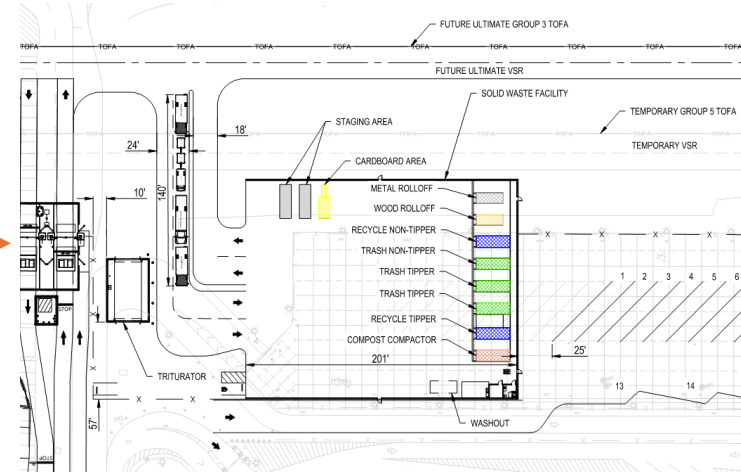 FUTURE ULTIMATE GROUP 3 TOFA
TOFA TOFA TOFA TOFA TOFA TOFA TOFA TOFA TOFA TOFA
FUTURE ULTIMATE VSR
SOLID WASTE FACILITY
STAGING AREA
TEMPORARY GROUP 5 TOFA
18'
TOFA TOFA
24'
TEMPORARY VSR
CARDBOARD AREA
140'
10'
METAL ROLLOFF
WOOD ROLLOFF
RECYCLE NON-TIPPER
TRASH NON-TIPPER
X X X X
TRASH TIPPER
1 2 3 4 5 6
TRASH TIPPER
STOP
RECYCLE TIPPER
COMPOST COMPACTOR
201'
25'
TRITURATOR
13 14
X X X
57'
WASHOUT
STOP